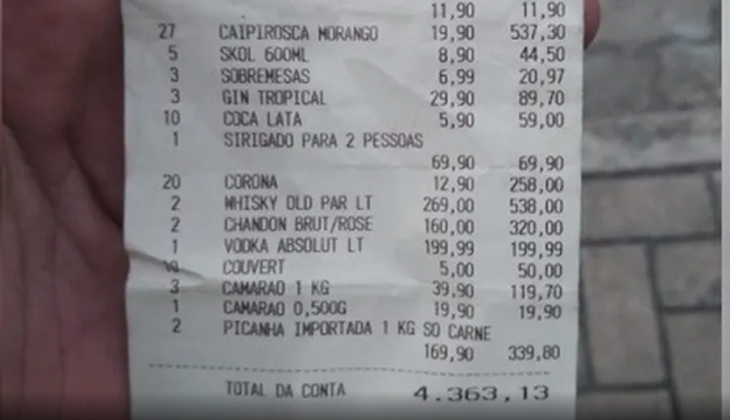 11,90 11,90
27 CAIPIROSCA MORANGO 19,90 537,30
5 SKOL 600ML 8,90 44,50
3 SOBREMESAS 6,99 20,97
3 GIN TROPICAL 29,90 89,70
10 COCA LATA 5,90 59,00
1 SIRIGADO PARA 2 PESSOAS
69,90 69,90
20 CORONA 12,90 258,00
2 WHISKY OLD PAR LT 269,00 538,00
2 CHANDON BRUT/ROSE 160,00 320,00
1 VODKA ABSOLUT LT 199,99 199,99
10 COUVERT 5,00 50,00
3 CAMARAO 1 KG 39,90 119,70
1 CAMARAO 0,500G 19,90 19,90
2 PICANHA IMPORTADA 1 KG SO CARNE
169,90 339,80
TOTAL DA CONTA 4.363,13